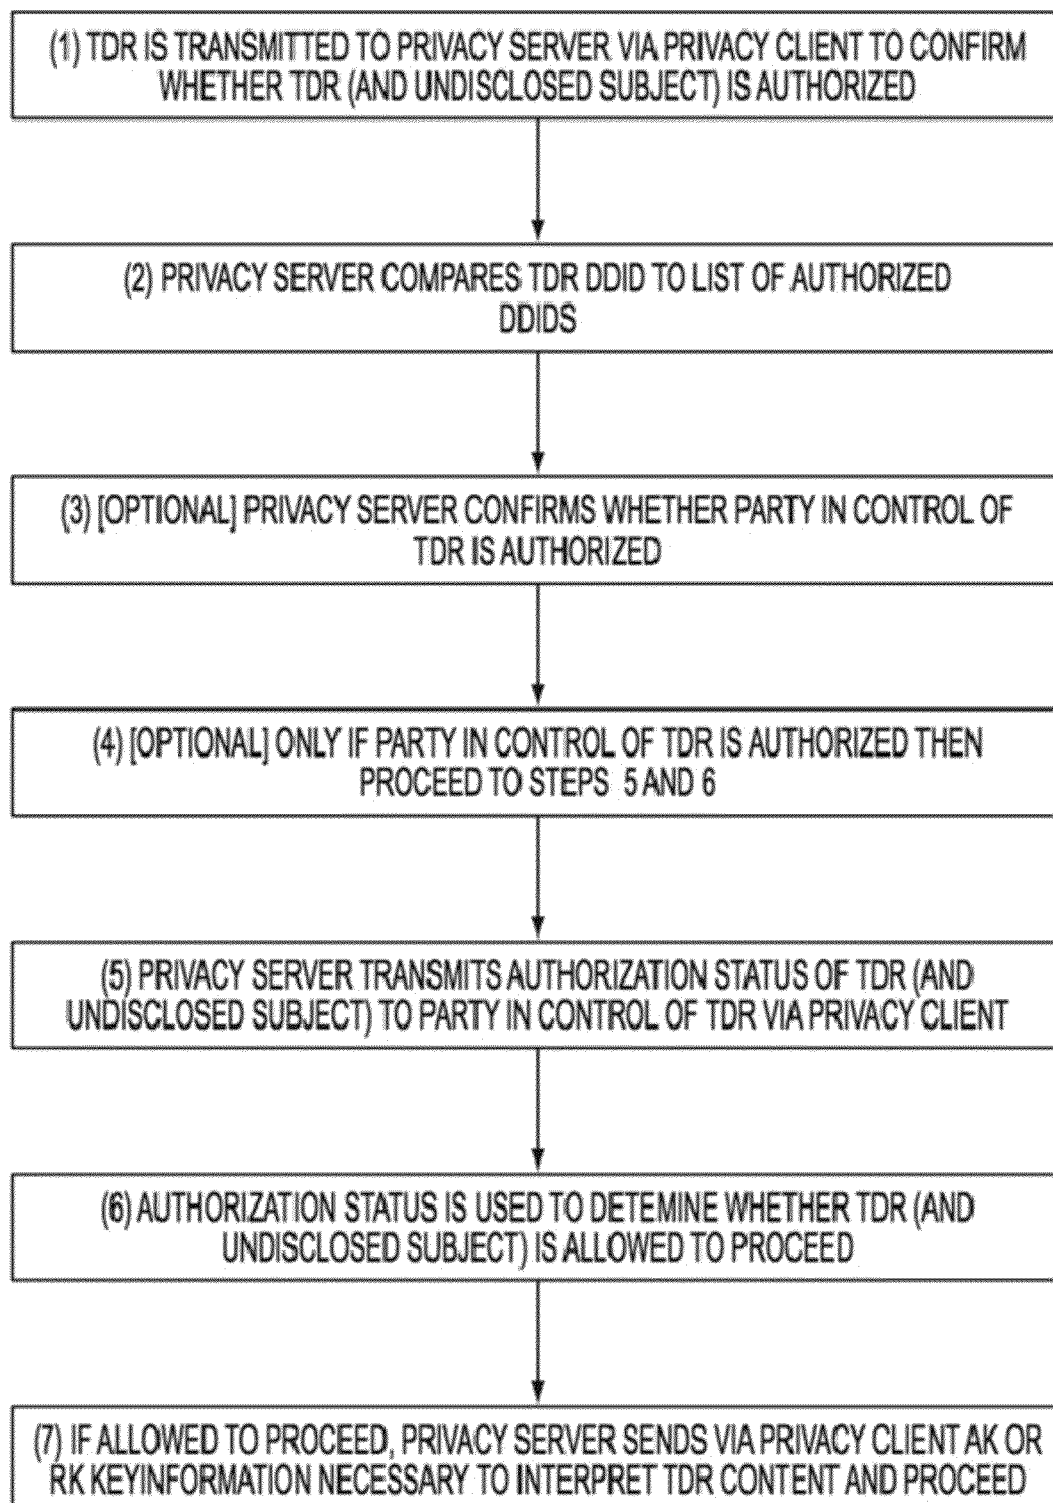 (1) TDR IS TRANSMITTED TO PRIVACY SERVER VIA PRIVACY CLIENT TO CONFIRM
WHETHER TDR (AND UNDISCLOSED SUBJECT) IS AUTHORIZED
(2) PRIVACY SERVER COMPARES TDR DDID TO LIST OF AUTHORIZED
DDIDS
(3) [OPTIONAL] PRIVACY SERVER CONFIRMS WHETHER PARTY IN CONTROL OF
TDR IS AUTHORIZED
(4) [OPTIONAL] ONLY IF PARTY IN CONTROL OF TDR IS AUTHORIZED THEN
PROCEED TO STEPS 5 AND 6
(5) PRIVACY SERVER TRANSMITS AUTHORIZATION STATUS OF TDR (AND
UNDISCLOSED SUBJECT) TO PARTY IN CONTROL OF TDR VIA PRIVACY CLIENT
(6) AUTHORIZATION STATUS IS USED TO DETEMINE WHETHER TDR (AND
UNDISCLOSED SUBJECT) IS ALLOWED TO PROCEED
(7) IF ALLOWED TO PROCEED, PRIVACY SERVER SENDS VIA PRIVACY CLIENT AK OR
RK KEYINFORMATION NECESSARY TO INTERPRET TDR CONTENT AND PROCEED